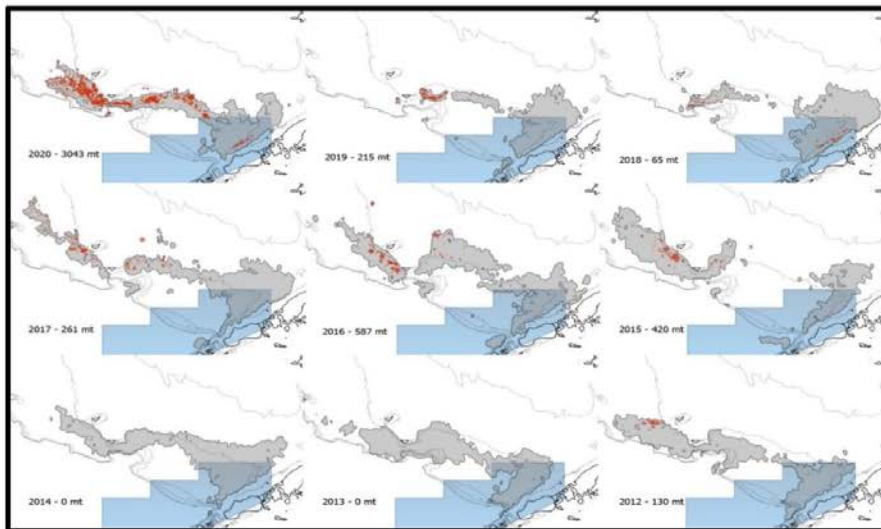 2020 - 3043 mt
2019 - 215 mt
2018 - 65 mt
2017 - 261 mt
2016 - 587 mt
2015 - 420 mt
2014 - 0 mt
2013 - 0 mt
2012 - 130 mt